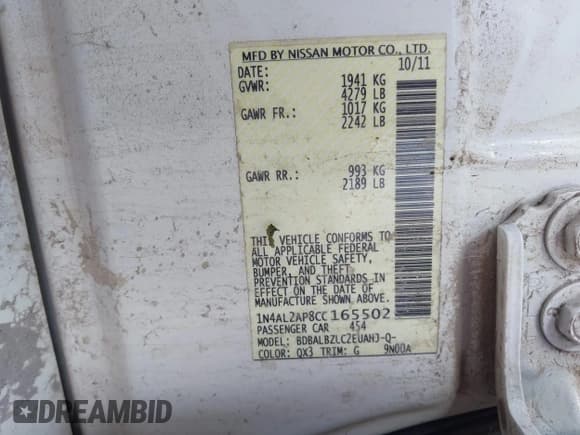 MFD BY NISSAN MOTOR CO., LTD.
DATE: 10/11
GVWR: 1941 KG
4279 LB
GAWR FR.: 1017 KG
2242 LB
GAWR RR.: 993 KG
2189 LB
THIS VEHICLE CONFORMS TO
ALL APPLICABLE FEDERAL
MOTOR VEHICLE SAFETY,
BUMPER, AND THEFT
PREVENTION STANDARDS IN
EFFECT ON THE DATE OF
MANUFACTURE SHOWN ABOVE.
1N4AL2AP8CC165502
PASSENGER CAR 454
MODEL: BDBALBZLC2EUAHJ-Q-
COLOR: QX3 TRIM: G 9N00A
DREAMBID